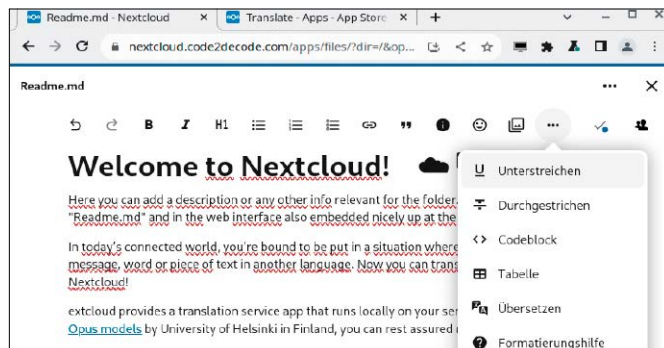 Readme.md - Nextcloud
Translate - Apps - App Store
nextcloud.code2decode.com/apps/files/?dir=/&op...
Readme.md
B I H1
Welcome to Nextcloud!
Here you can add a description or any other info relevant for the folder.
"Readme.md" and in the web interface also embedded nicely up at the
In today's connected world, you're bound to be put in a situation where
message, word or piece of text in another language. Now you can trans
Nextcloud!
extcloud provides a translation service app that runs locally on your ser
Opus models by University of Helsinki in Finland, you can rest assured
U Unterstreichen
Durchgestrichen
Codeblock
Tabelle
Übersetzen
Formatierungshilfe